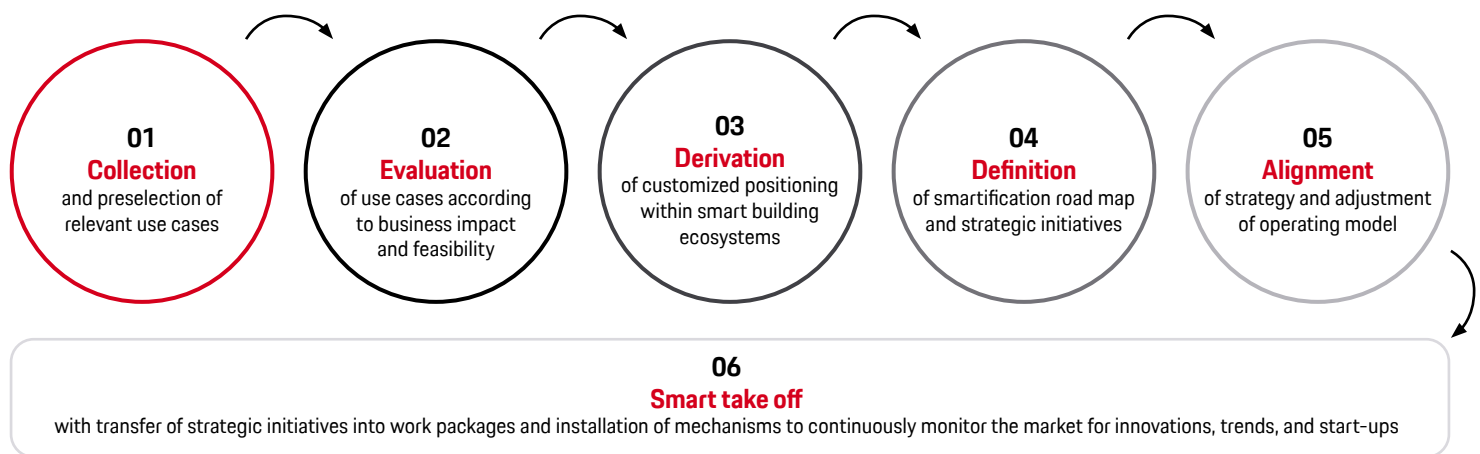 01
Collection
and preselection of
relevant use cases
02
Evaluation
of use cases according
to business impact
and feasibility
03
Derivation
of customized positioning
within smart building
ecosystems
04
Definition
of smartification road map
and strategic initiatives
05
Alignment
of strategy and adjustment
of operating model
06
Smart take off
with transfer of strategic initiatives into work packages and installation of mechanisms to continuously monitor the market for innovations, trends, and start-ups